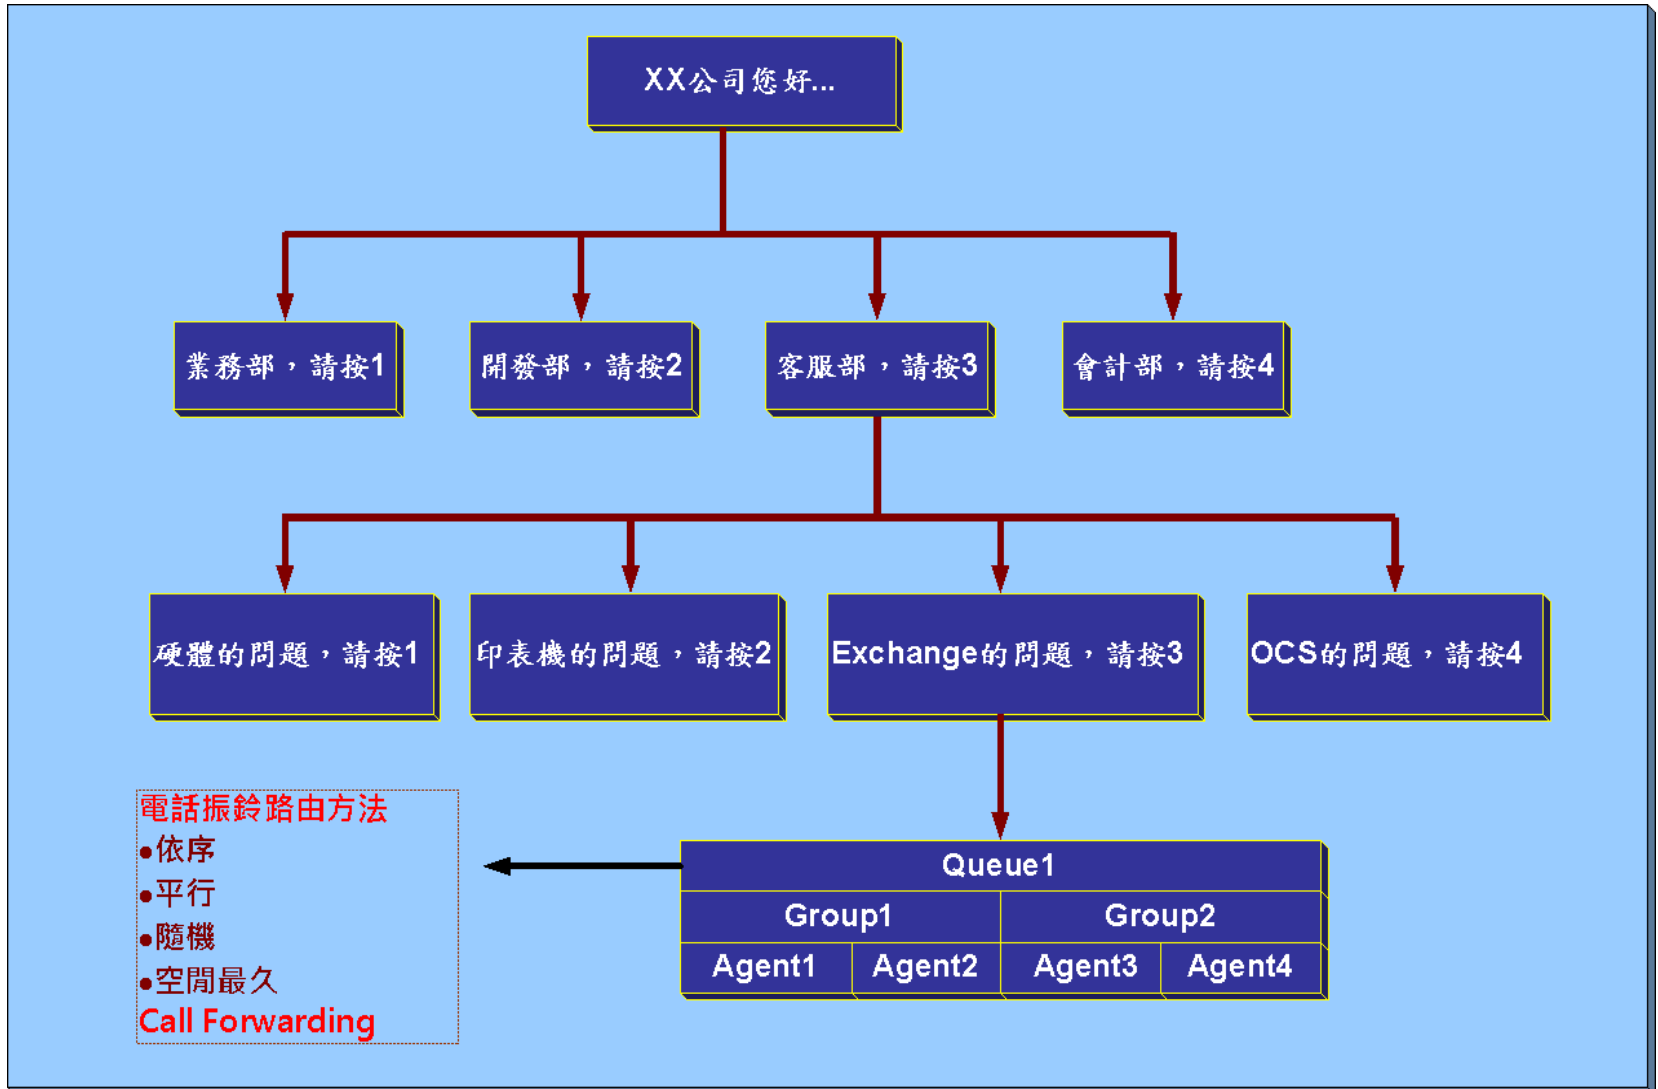 XX公司您好...
業務部，請按1
開發部，請按2
客服部，請按3
會計部，請按4
硬體的問題，請按1
印表機的問題，請按2
Exchange的問題，請按3
OCS的問題，請按4
電話振鈴路由方法
●依序
●平行
●隨機
●空閒最久
Call Forwarding
Queue1
Group1
Group2
Agent1
Agent2
Agent3
Agent4